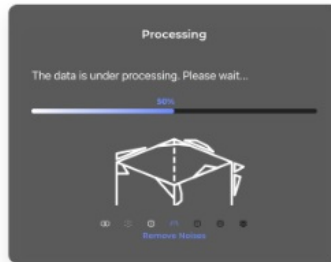 Processing
The data is under processing. Please wait...
50%
Remove Noises